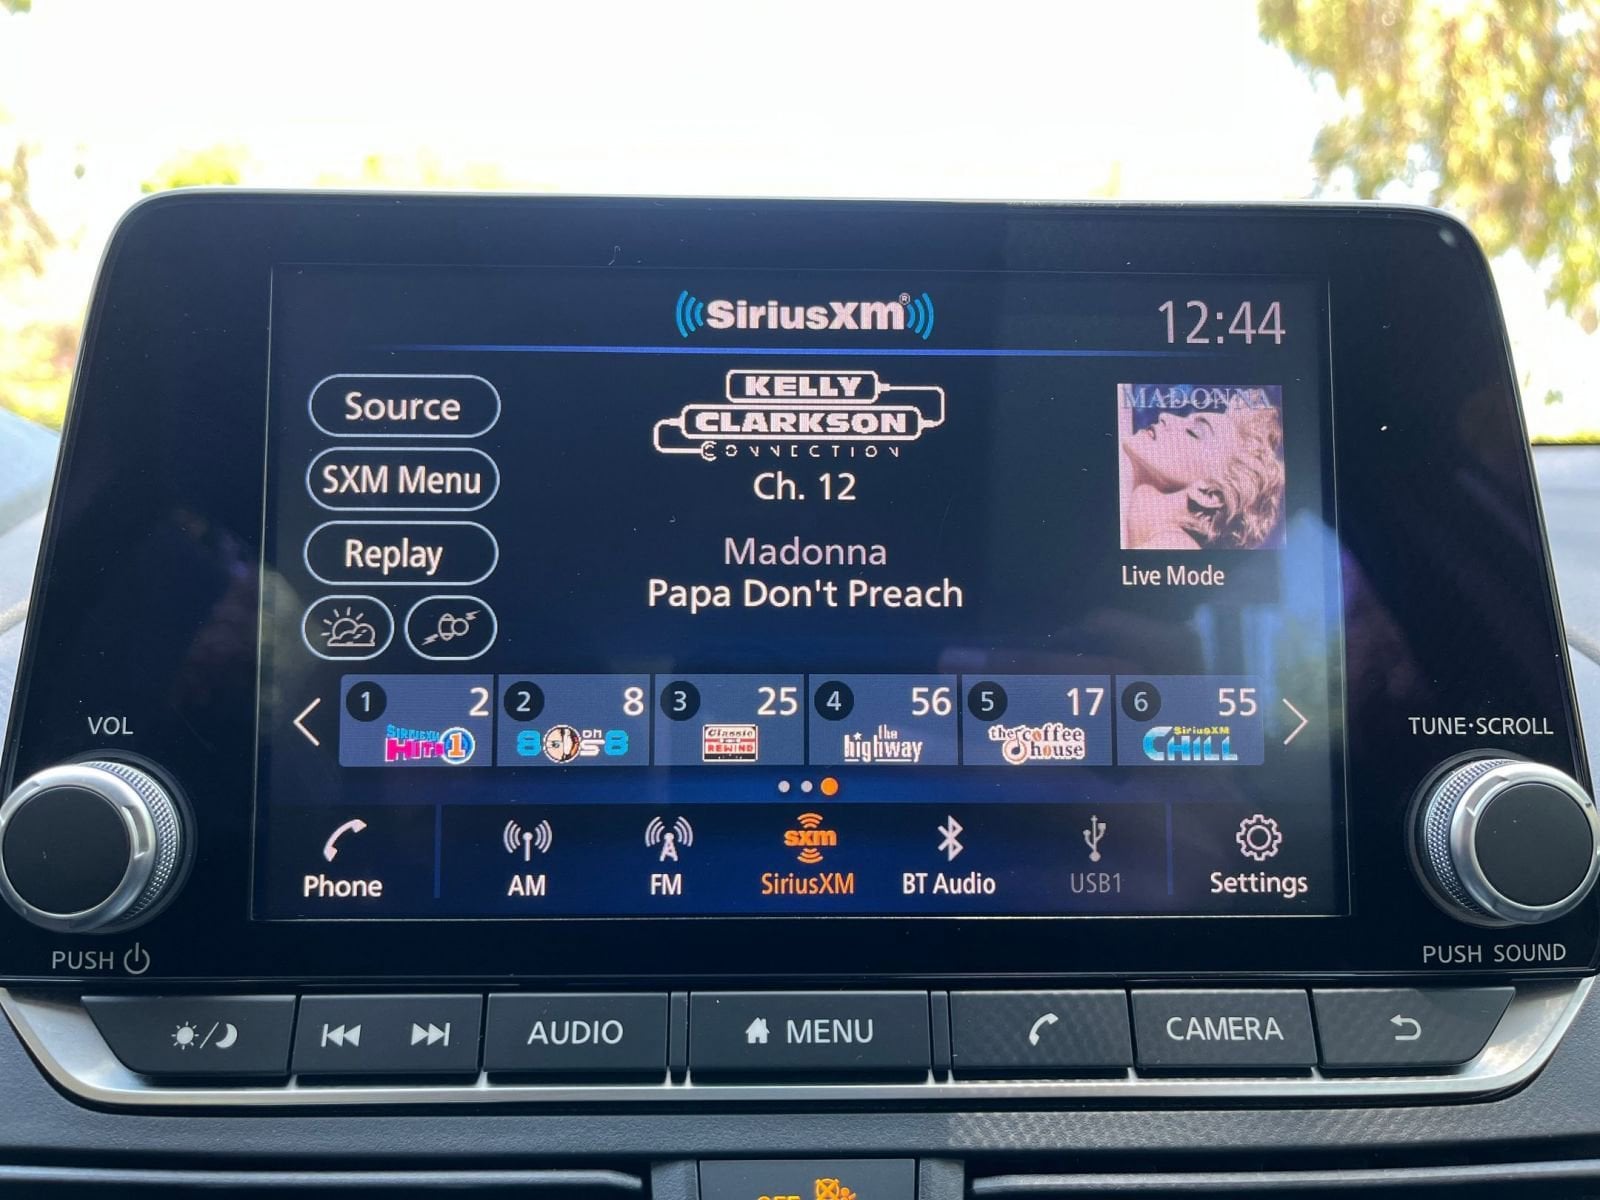 SiriusXM®
12:44
Source
KELLY
CLARKSON
CONNECTION
MADONNA
SXM Menu
Ch. 12
Replay
Madonna
Papa Don't Preach
Live Mode
1 2
SIRIUSXM
HITS 1
2 8
80s on 8
3 25
Classic
REWIND
4 56
the
highway
5 17
the coffee
house
6 55
SiriusXM
CHILL
VOL
TUNE·SCROLL
sxm
Phone
AM
FM
SiriusXM
BT Audio
USB1
Settings
PUSH
PUSH SOUND
AUDIO
MENU
CAMERA
OFF